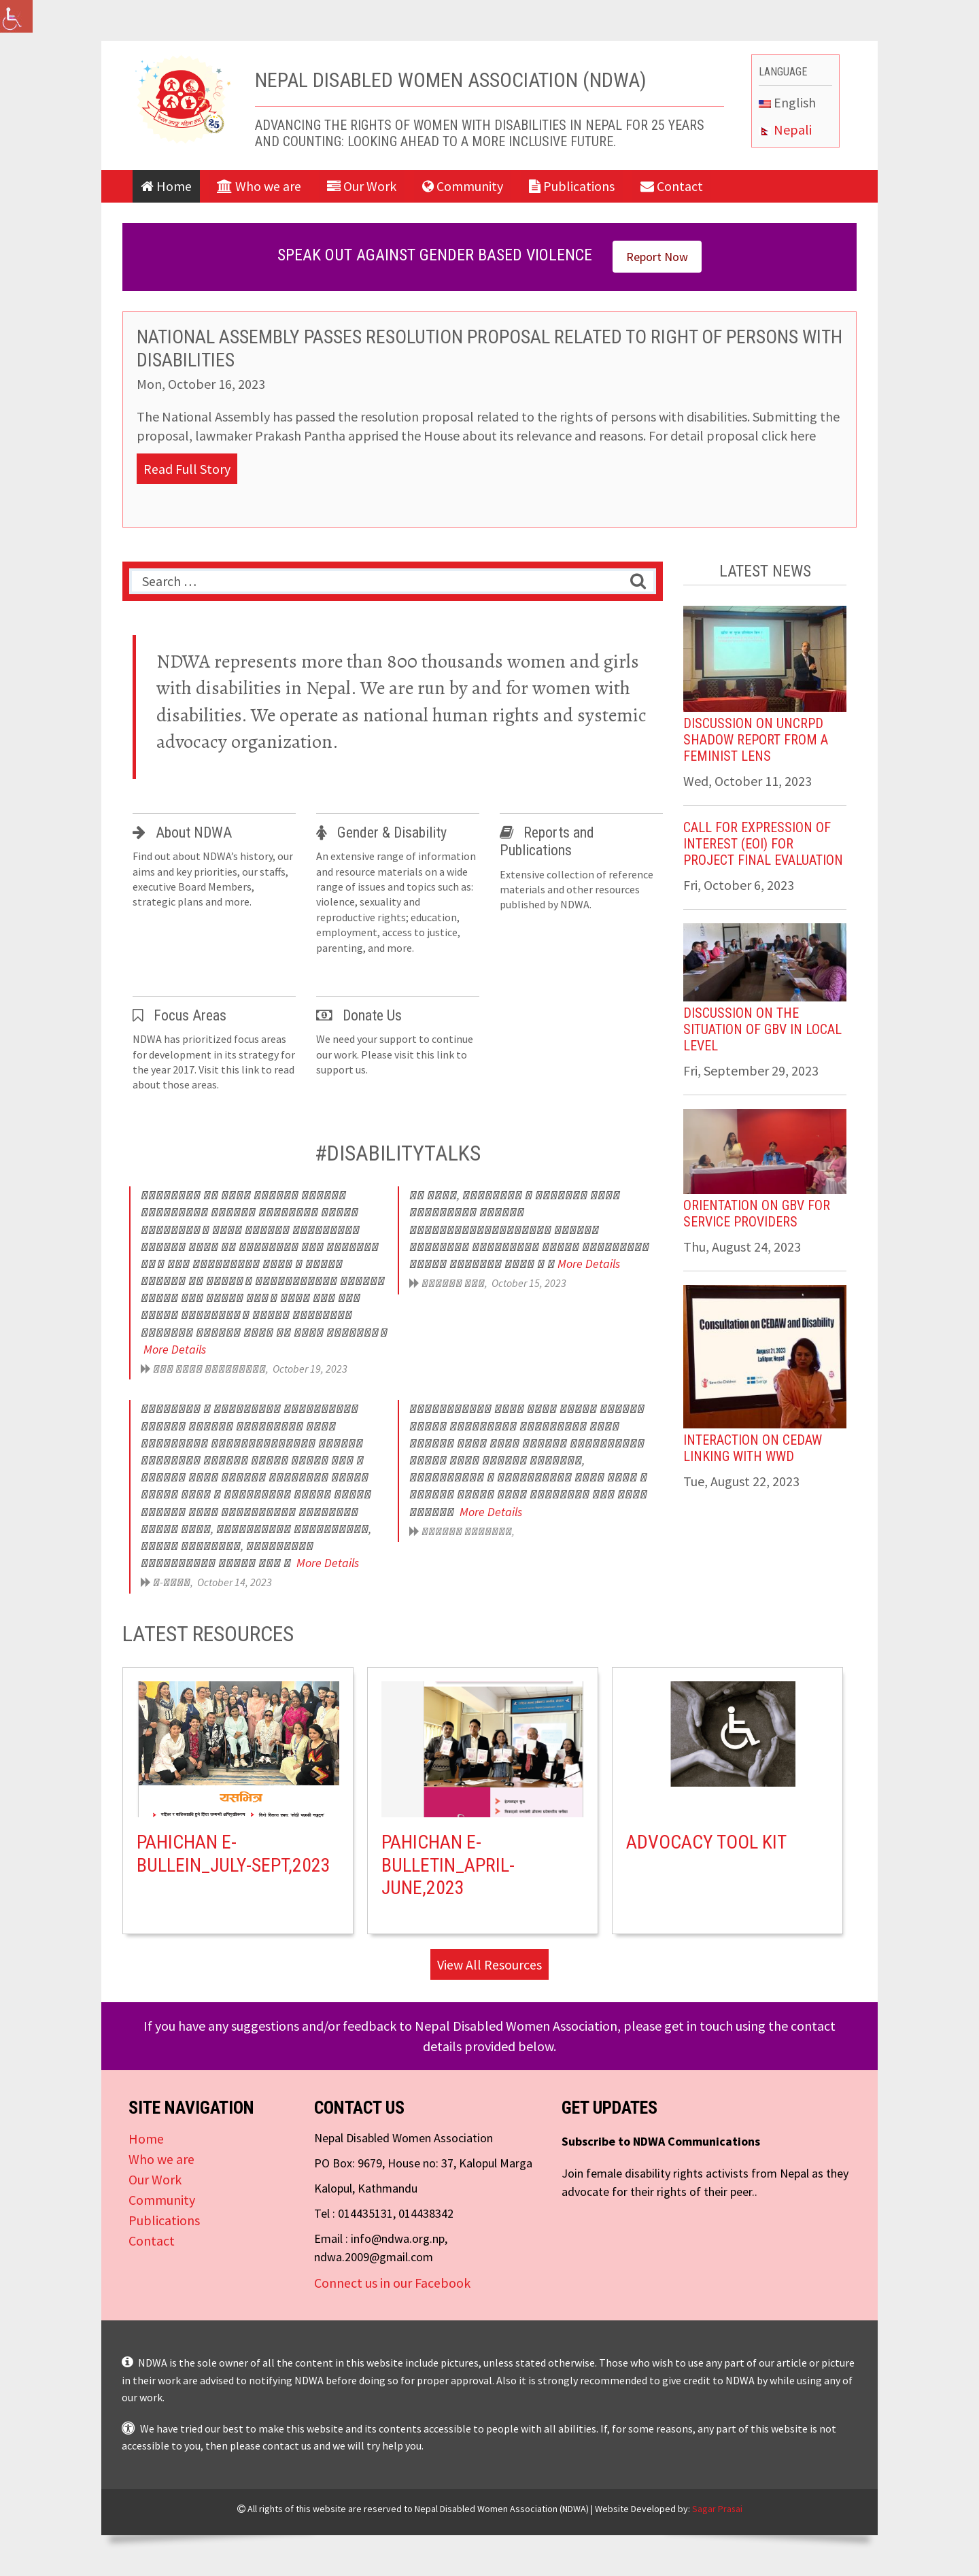 NEPAL DISABLED WOMEN ASSOCIATION (NDWA)
ADVANCING THE RIGHTS OF WOMEN WITH DISABILITIES IN NEPAL FOR 25 YEARS
AND COUNTING: LOOKING AHEAD TO A MORE INCLUSIVE FUTURE.
LANGUAGE
English
Nepali
Home
Who we are
Our Work
Community
Publications
Contact
SPEAK OUT AGAINST GENDER BASED VIOLENCE
Report Now
NATIONAL ASSEMBLY PASSES RESOLUTION PROPOSAL RELATED TO RIGHT OF PERSONS WITH
DISABILITIES
Mon, October 16, 2023
The National Assembly has passed the resolution proposal related to the rights of persons with disabilities. Submitting the
proposal, lawmaker Prakash Pantha apprised the House about its relevance and reasons. For detail proposal click here
Read Full Story
Search …
NDWA represents more than 800 thousands women and girls
with disabilities in Nepal. We are run by and for women with
disabilities. We operate as national human rights and systemic
advocacy organization.
About NDWA
Find out about NDWA's history, our
aims and key priorities, our staffs,
executive Board Members,
strategic plans and more.
Gender & Disability
An extensive range of information
and resource materials on a wide
range of issues and topics such as:
violence, sexuality and
reproductive rights; education,
employment, access to justice,
parenting, and more.
Reports and
Publications
Extensive collection of reference
materials and other resources
published by NDWA.
Focus Areas
NDWA has prioritized focus areas
for development in its strategy for
the year 2017. Visit this link to read
about those areas.
Donate Us
We need your support to continue
our work. Please visit this link to
support us.
#DISABILITYTALKS
More Details
October 19, 2023
More Details
October 15, 2023
More Details
October 14, 2023
More Details
LATEST NEWS
DISCUSSION ON UNCRPD
SHADOW REPORT FROM A
FEMINIST LENS
Wed, October 11, 2023
CALL FOR EXPRESSION OF
INTEREST (EOI) FOR
PROJECT FINAL EVALUATION
Fri, October 6, 2023
DISCUSSION ON THE
SITUATION OF GBV IN LOCAL
LEVEL
Fri, September 29, 2023
ORIENTATION ON GBV FOR
SERVICE PROVIDERS
Thu, August 24, 2023
Consultation on CEDAW and Disability
August 21, 2023
Lalitpur, Nepal
INTERACTION ON CEDAW
LINKING WITH WWD
Tue, August 22, 2023
LATEST RESOURCES
PAHICHAN E-
BULLEIN_JULY-SEPT,2023
PAHICHAN E-
BULLETIN_APRIL-
JUNE,2023
ADVOCACY TOOL KIT
View All Resources
If you have any suggestions and/or feedback to Nepal Disabled Women Association, please get in touch using the contact
details provided below.
SITE NAVIGATION
Home
Who we are
Our Work
Community
Publications
Contact
CONTACT US
Nepal Disabled Women Association
PO Box: 9679, House no: 37, Kalopul Marga
Kalopul, Kathmandu
Tel : 014435131, 014438342
Email : info@ndwa.org.np,
ndwa.2009@gmail.com
Connect us in our Facebook
GET UPDATES
Subscribe to NDWA Communications
Join female disability rights activists from Nepal as they
advocate for their rights of their peer..
NDWA is the sole owner of all the content in this website include pictures, unless stated otherwise. Those who wish to use any part of our article or picture
in their work are advised to notifying NDWA before doing so for proper approval. Also it is strongly recommended to give credit to NDWA by while using any of
our work.
We have tried our best to make this website and its contents accessible to people with all abilities. If, for some reasons, any part of this website is not
accessible to you, then please contact us and we will try help you.
© All rights of this website are reserved to Nepal Disabled Women Association (NDWA) | Website Developed by: Sagar Prasai